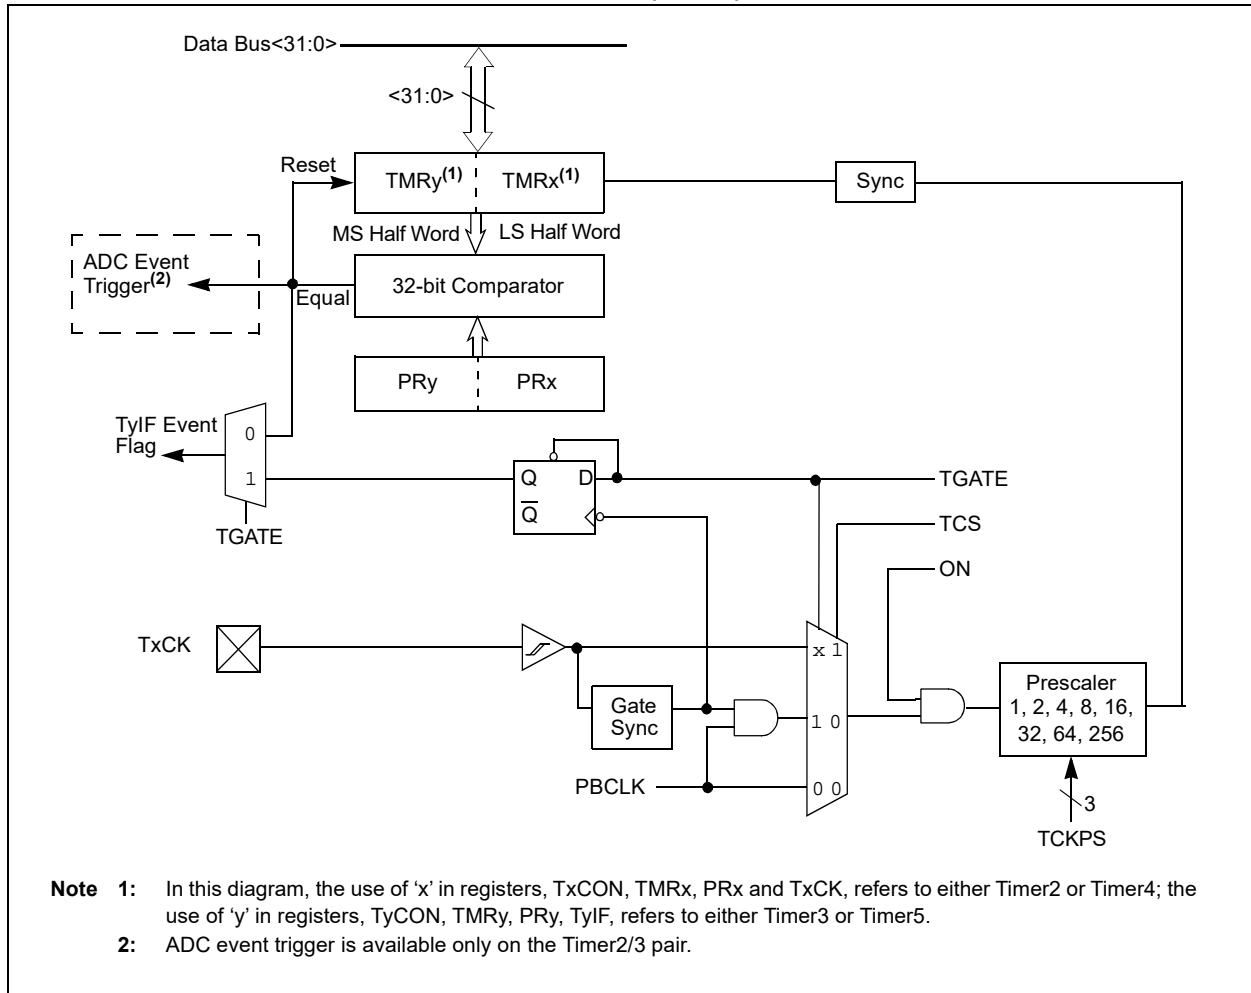 Data Bus<31:0>
<31:0>
Reset
TMRy(1) TMRx(1)
Sync
MS Half Word LS Half Word
ADC Event
Trigger(2)
Equal
32-bit Comparator
PRy PRx
TyIF Event
Flag
0
1
TGATE
Q D
Q
TGATE
TCS
ON
TxCK
x 1
Gate
Sync
1 0
PBCLK
0 0
Prescaler
1, 2, 4, 8, 16,
32, 64, 256
3
TCKPS
Note 1: In this diagram, the use of ‘x’ in registers, TxCON, TMRx, PRx and TxCK, refers to either Timer2 or Timer4; the
use of ‘y’ in registers, TyCON, TMRy, PRy, TyIF, refers to either Timer3 or Timer5.
2: ADC event trigger is available only on the Timer2/3 pair.